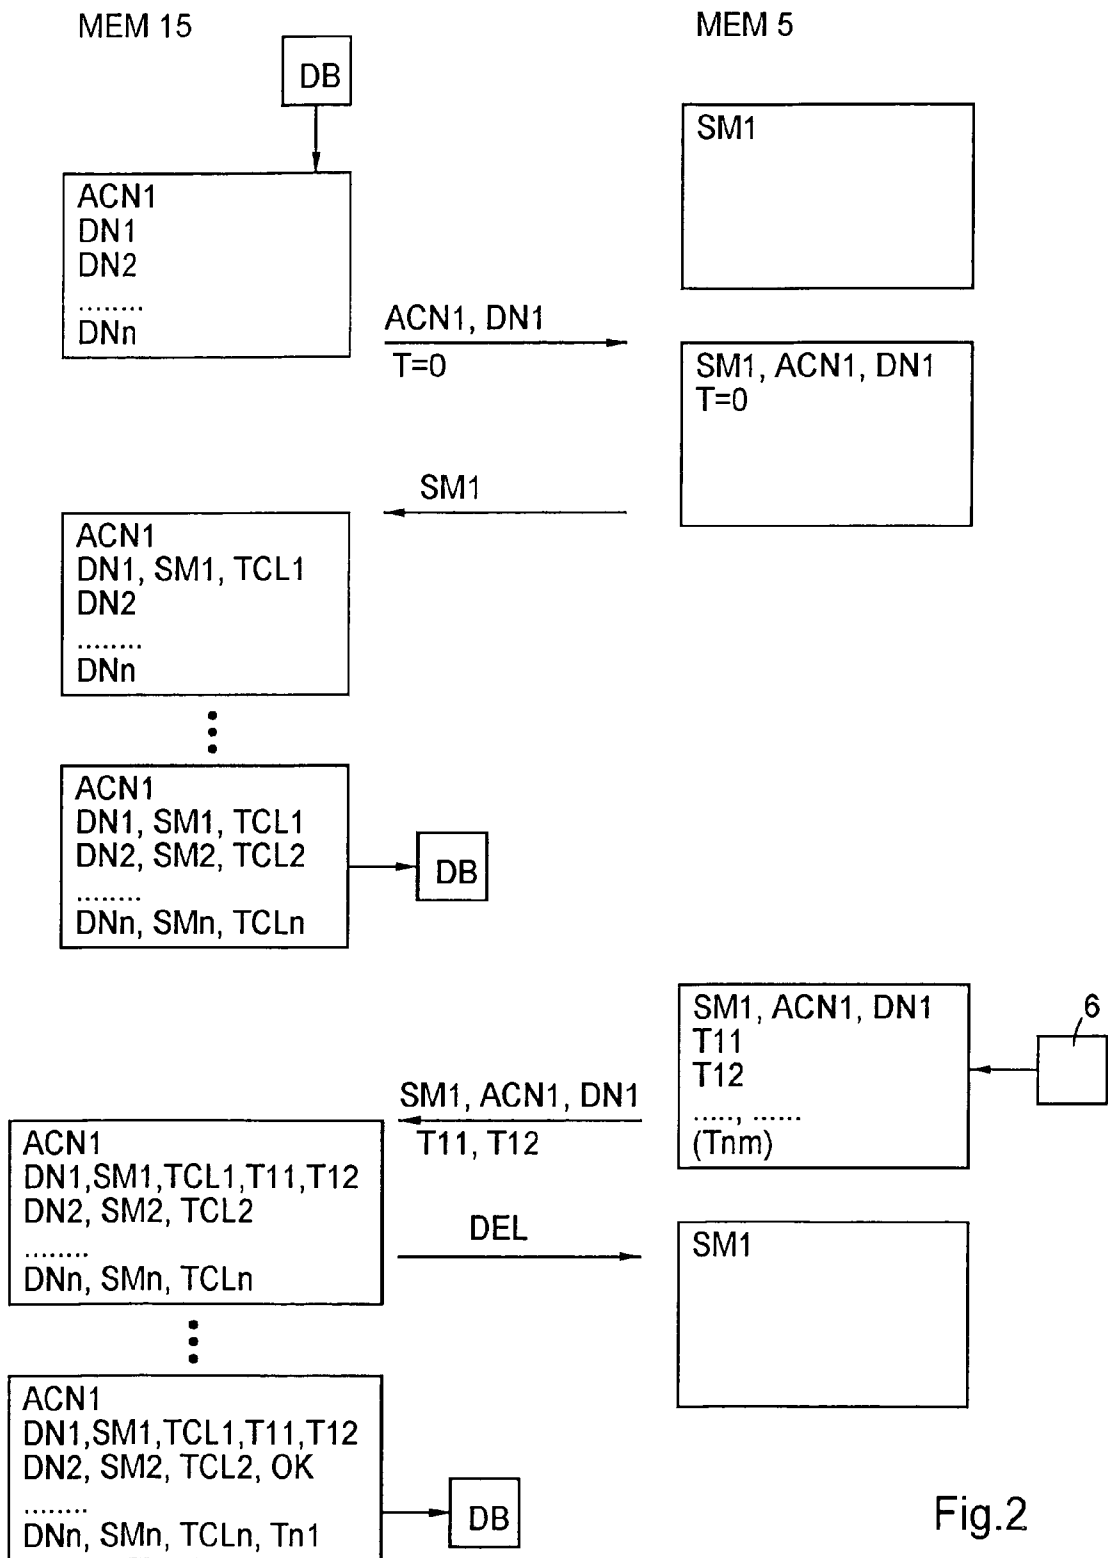 MEM 15
MEM 5
DB
SM1
ACN1
DN1
DN2
........
DNn
ACN1, DN1
T=0
SM1, ACN1, DN1
T=0
SM1
ACN1
DN1, SM1, TCL1
DN2
........
DNn
ACN1
DN1, SM1, TCL1
DN2, SM2, TCL2
........
DNn, SMn, TCLn
DB
SM1, ACN1, DN1
T11
T12
....., ......
(Tnm)
6
SM1, ACN1, DN1
T11, T12
ACN1
DN1,SM1,TCL1,T11,T12
DN2, SM2, TCL2
........
DNn, SMn, TCLn
DEL
SM1
ACN1
DN1,SM1,TCL1,T11,T12
DN2, SM2, TCL2, OK
........
DNn, SMn, TCLn, Tn1
DB
Fig.2